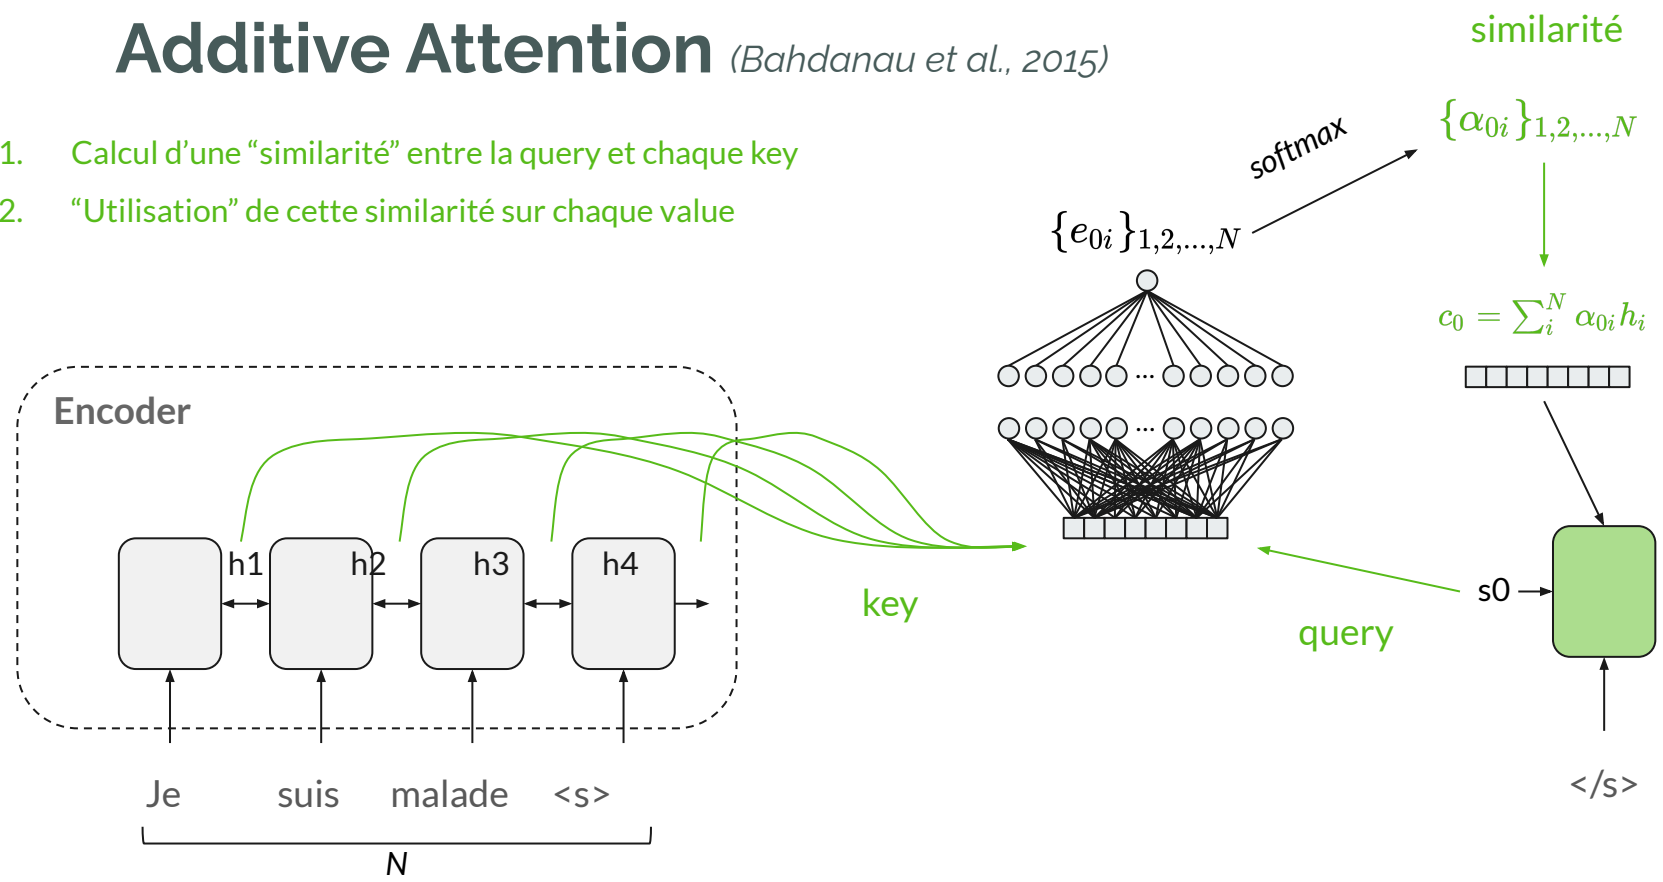 Additive Attention (Bahdanau et al., 2015)
1. Calcul d’une “similarité” entre la query et chaque key
2. “Utilisation” de cette similarité sur chaque value
similarité
{α0i}1,2,...,N
softmax
{e0i}1,2,...,N
c0 = ∑iN α0i hi
...
...
Encoder
h1 h2 h3 h4
key
query
s0
Je suis malade <s>
</s>
N